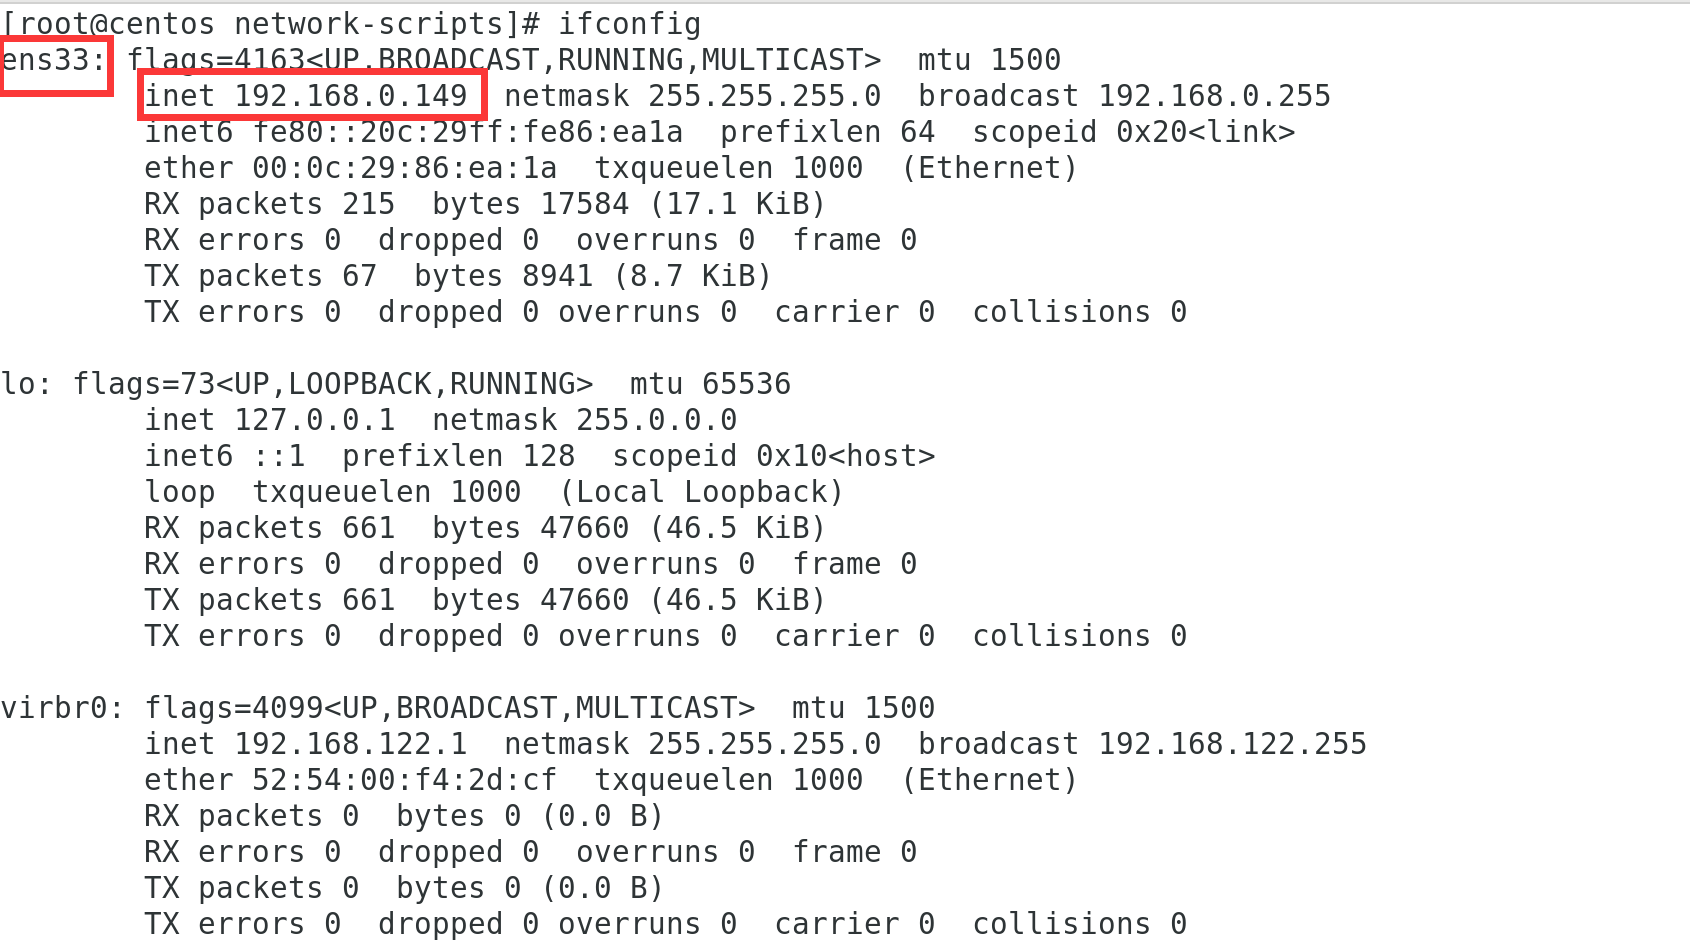 [root@centos network-scripts]# ifconfig
ens33: flags=4163<UP,BROADCAST,RUNNING,MULTICAST>  mtu 1500
        inet 192.168.0.149  netmask 255.255.255.0  broadcast 192.168.0.255
        inet6 fe80::20c:29ff:fe86:ea1a  prefixlen 64  scopeid 0x20<link>
        ether 00:0c:29:86:ea:1a  txqueuelen 1000  (Ethernet)
        RX packets 215  bytes 17584 (17.1 KiB)
        RX errors 0  dropped 0  overruns 0  frame 0
        TX packets 67  bytes 8941 (8.7 KiB)
        TX errors 0  dropped 0 overruns 0  carrier 0  collisions 0

lo: flags=73<UP,LOOPBACK,RUNNING>  mtu 65536
        inet 127.0.0.1  netmask 255.0.0.0
        inet6 ::1  prefixlen 128  scopeid 0x10<host>
        loop  txqueuelen 1000  (Local Loopback)
        RX packets 661  bytes 47660 (46.5 KiB)
        RX errors 0  dropped 0  overruns 0  frame 0
        TX packets 661  bytes 47660 (46.5 KiB)
        TX errors 0  dropped 0 overruns 0  carrier 0  collisions 0

virbr0: flags=4099<UP,BROADCAST,MULTICAST>  mtu 1500
        inet 192.168.122.1  netmask 255.255.255.0  broadcast 192.168.122.255
        ether 52:54:00:f4:2d:cf  txqueuelen 1000  (Ethernet)
        RX packets 0  bytes 0 (0.0 B)
        RX errors 0  dropped 0  overruns 0  frame 0
        TX packets 0  bytes 0 (0.0 B)
        TX errors 0  dropped 0 overruns 0  carrier 0  collisions 0